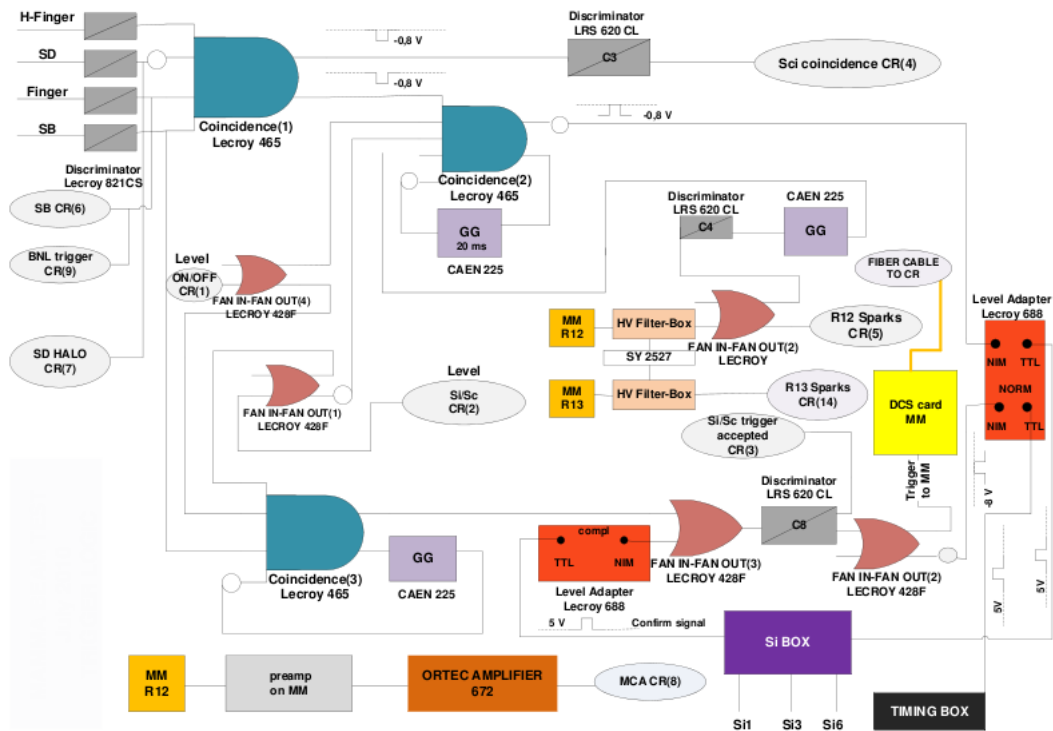 H-Finger
SD
Finger
SB
Discriminator
Lecroy 821CS
SB CR(6)
BNL trigger
CR(9)
SD HALO
CR(7)
Coincidence(1)
Lecroy 465
-0,8 V
-0,8 V
Discriminator
LRS 620 CL
C3
Sci coincidence CR(4)
-0,8 V
Coincidence(2)
Lecroy 465
GG
20 ms
CAEN 225
Discriminator
LRS 620 CL
C4
CAEN 225
GG
Level
ON/OFF
CR(1)
FAN IN-FAN OUT(4)
LECROY 428F
FIBER CABLE
TO CR
Level Adapter
Lecroy 688
NIM
TTL
NORM
NIM
TTL
MM
R12
HV Filter-Box
FAN IN-FAN OUT(2)
LECROY
R12 Sparks
CR(5)
SY 2527
MM
R13
HV Filter-Box
R13 Sparks
CR(14)
FAN IN-FAN OUT(1)
LECROY 428F
Level
Si/Sc
CR(2)
Si/Sc trigger
accepted
CR(3)
DCS card
MM
Trigger
to MM
-8 V
5V
5V
Discriminator
LRS 620 CL
C8
Coincidence(3)
Lecroy 465
GG
CAEN 225
compl
TTL
NIM
Level Adapter
Lecroy 688
FAN IN-FAN OUT(3)
LECROY 428F
FAN IN-FAN OUT(2)
LECROY 428F
5 V
Confirm signal
Si BOX
Si1
Si3
Si6
TIMING BOX
MM
R12
preamp
on MM
ORTEC AMPLIFIER
672
MCA CR(8)